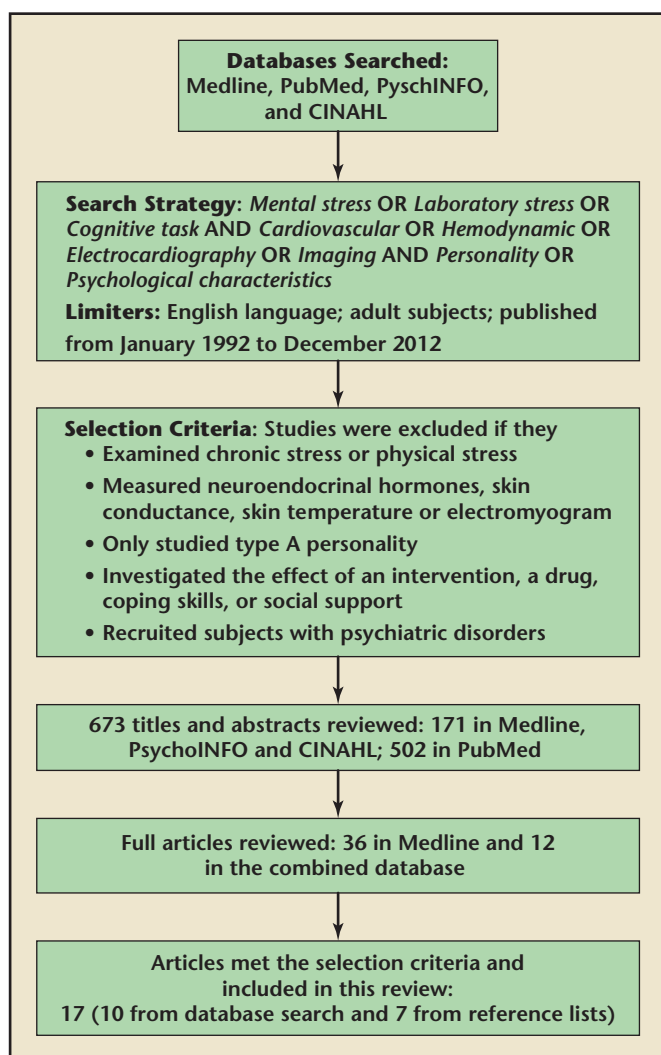 Databases Searched:
Medline, PubMed, PyschINFO,
and CINAHL
Search Strategy: Mental stress OR Laboratory stress OR
Cognitive task AND Cardiovascular OR Hemodynamic OR
Electrocardiography OR Imaging AND Personality OR
Psychological characteristics
Limiters: English language; adult subjects; published
from January 1992 to December 2012
Selection Criteria: Studies were excluded if they
• Examined chronic stress or physical stress
• Measured neuroendocrinal hormones, skin
conductance, skin temperature or electromyogram
• Only studied type A personality
• Investigated the effect of an intervention, a drug,
coping skills, or social support
• Recruited subjects with psychiatric disorders
673 titles and abstracts reviewed: 171 in Medline,
PsychoINFO and CINAHL; 502 in PubMed
Full articles reviewed: 36 in Medline and 12
in the combined database
Articles met the selection criteria and
included in this review:
17 (10 from database search and 7 from reference lists)